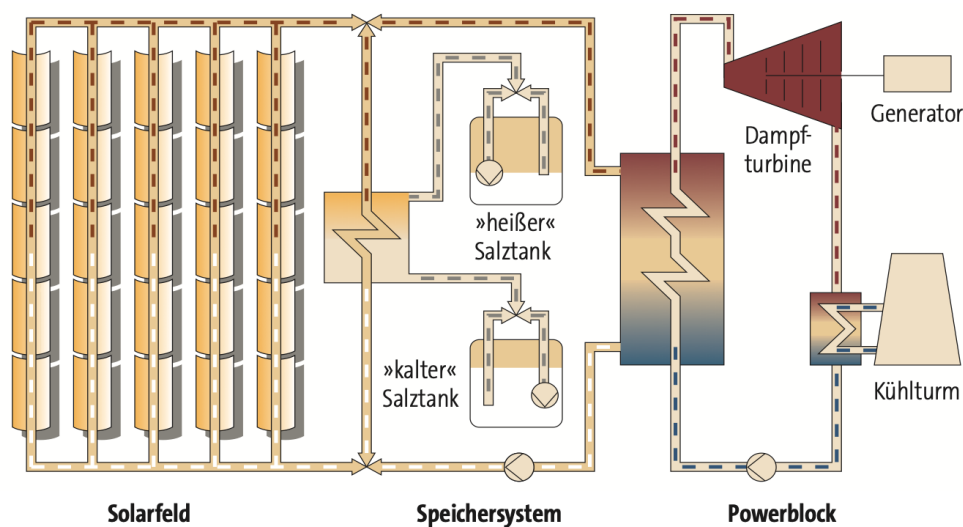 Generator
Dampf-
turbine
»heißer«
Salztank
»kalter«
Salztank
Kühlturm
Solarfeld
Speichersystem
Powerblock